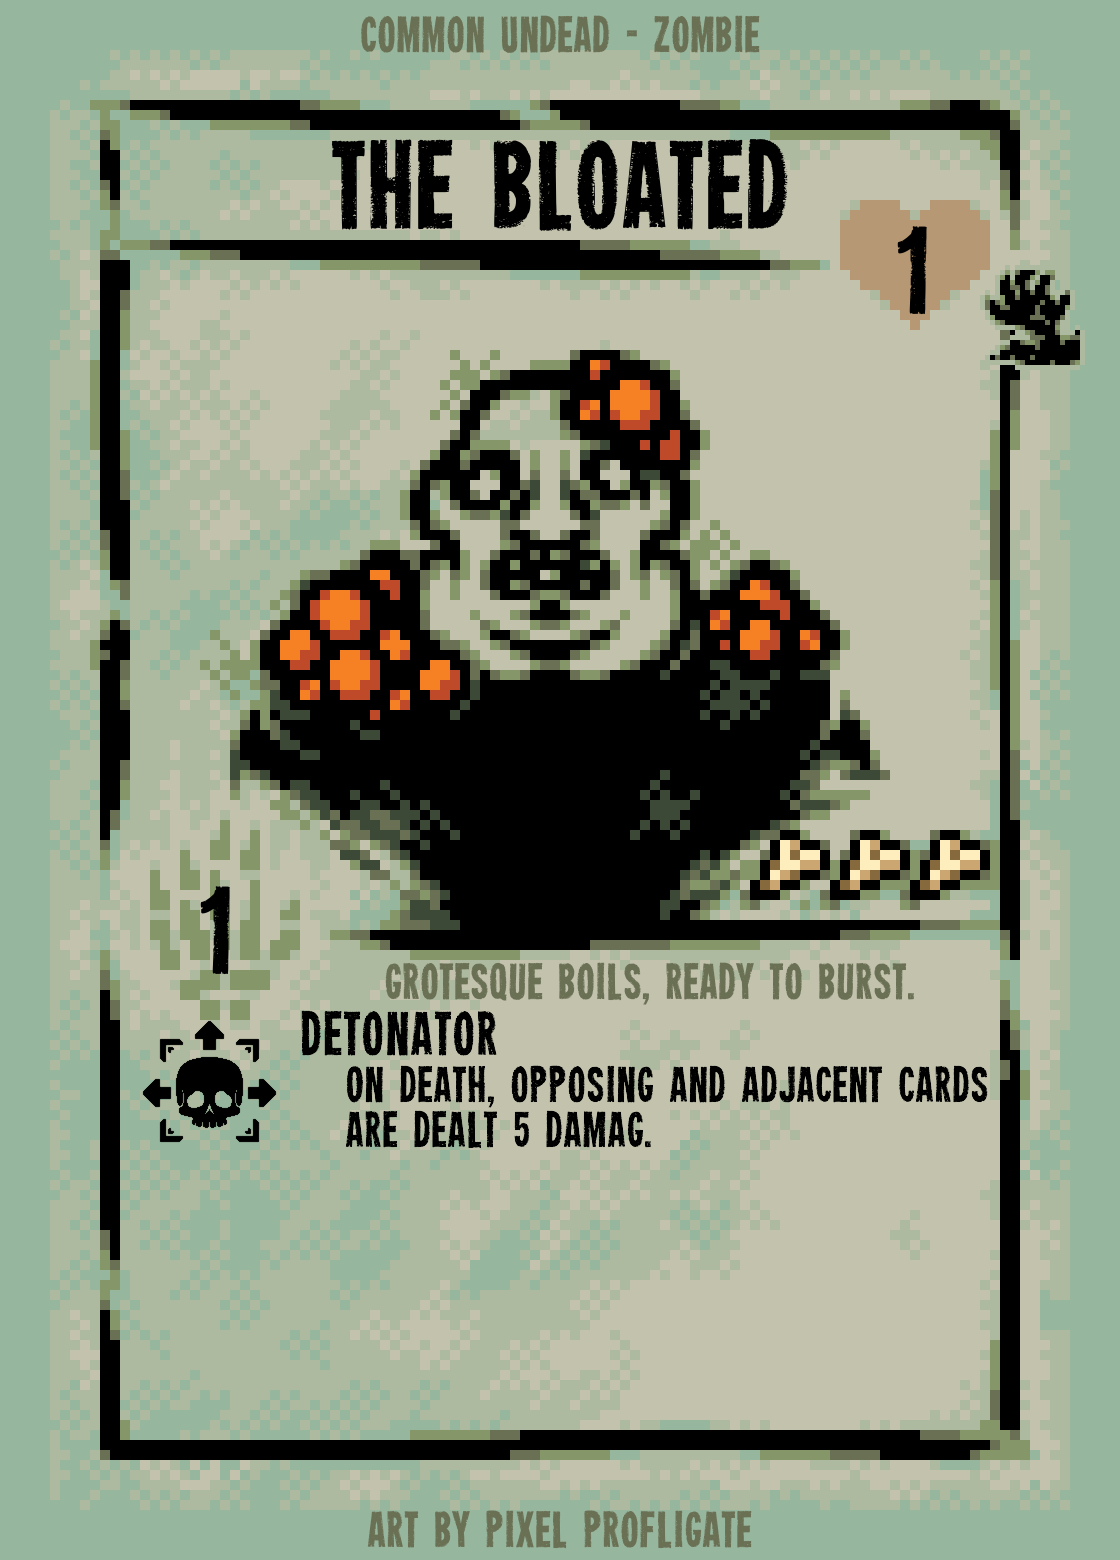 COMMON UNDEAD - ZOMBIE
THE BLOATED
1
1
GROTESQUE BOILS, READY TO BURST.
DETONATOR
ON DEATH, OPPOSING AND ADJACENT CARDS
ARE DEALT 5 DAMAG.
ART BY PIXEL PROFLIGATE